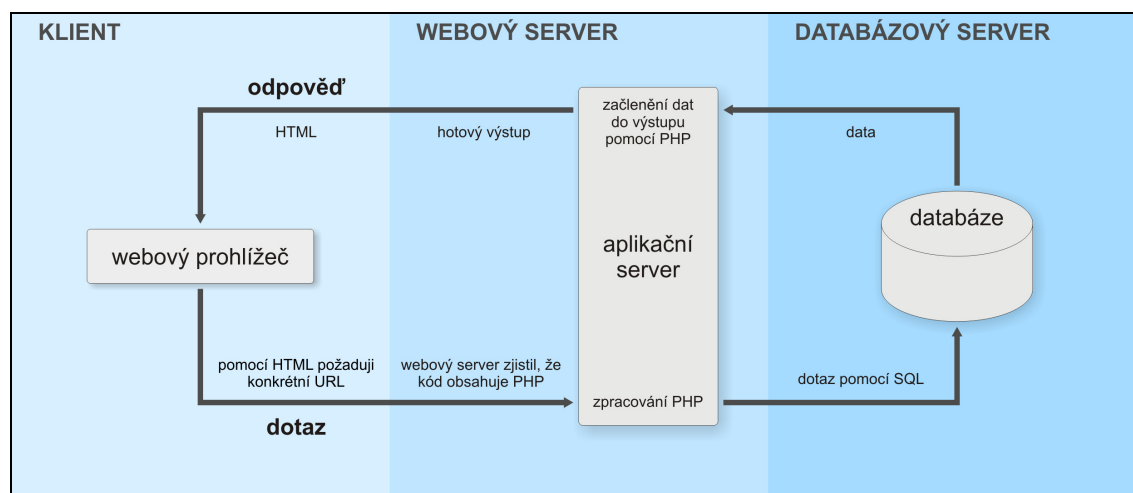 KLIENT
WEBOVÝ SERVER
DATABÁZOVÝ SERVER
odpověď
HTML
hotový výstup
začlenění dat
do výstupu
pomocí PHP
data
webový prohlížeč
aplikační
server
databáze
pomocí HTML požaduji
konkrétní URL
webový server zjistil, že
kód obsahuje PHP
zpracování PHP
dotaz pomocí SQL
dotaz